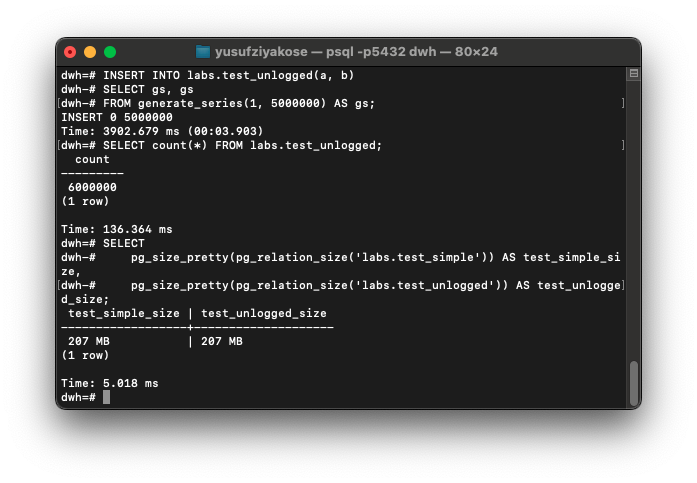 yusufziyakose — psql -p5432 dwh — 80×24
dwh=# INSERT INTO labs.test_unlogged(a, b)
dwh-# SELECT gs, gs
[dwh-# FROM generate_series(1, 5000000) AS gs;                                    ]
INSERT 0 5000000
Time: 3902.679 ms (00:03.903)
[dwh=# SELECT count(*) FROM labs.test_unlogged;                                   ]
  count
---------
 6000000
(1 row)

Time: 136.364 ms
dwh=# SELECT
dwh-#     pg_size_pretty(pg_relation_size('labs.test_simple')) AS test_simple_si
ze,
[dwh-#     pg_size_pretty(pg_relation_size('labs.test_unlogged')) AS test_unlogge]
d_size;
 test_simple_size | test_unlogged_size
------------------+--------------------
 207 MB           | 207 MB
(1 row)

Time: 5.018 ms
dwh=#